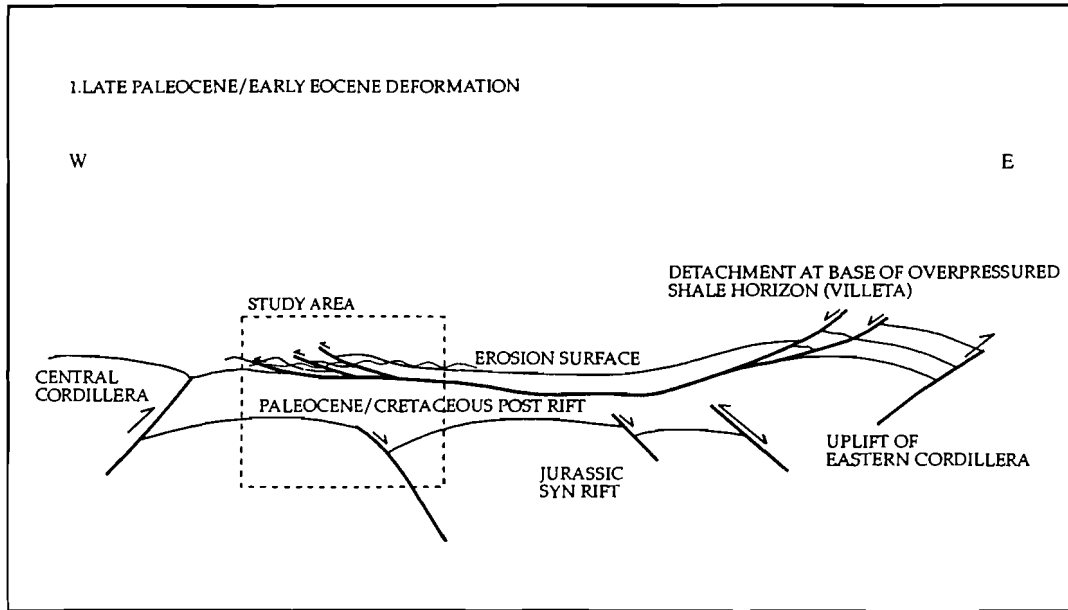 1.LATE PALEOCENE/EARLY EOCENE DEFORMATION
W
E
DETACHMENT AT BASE OF OVERPRESSURED
SHALE HORIZON (VILLETA)
STUDY AREA
EROSION SURFACE
CENTRAL
CORDILLERA
PALEOCENE/CRETACEOUS POST RIFT
UPLIFT OF
EASTERN CORDILLERA
JURASSIC
SYN RIFT